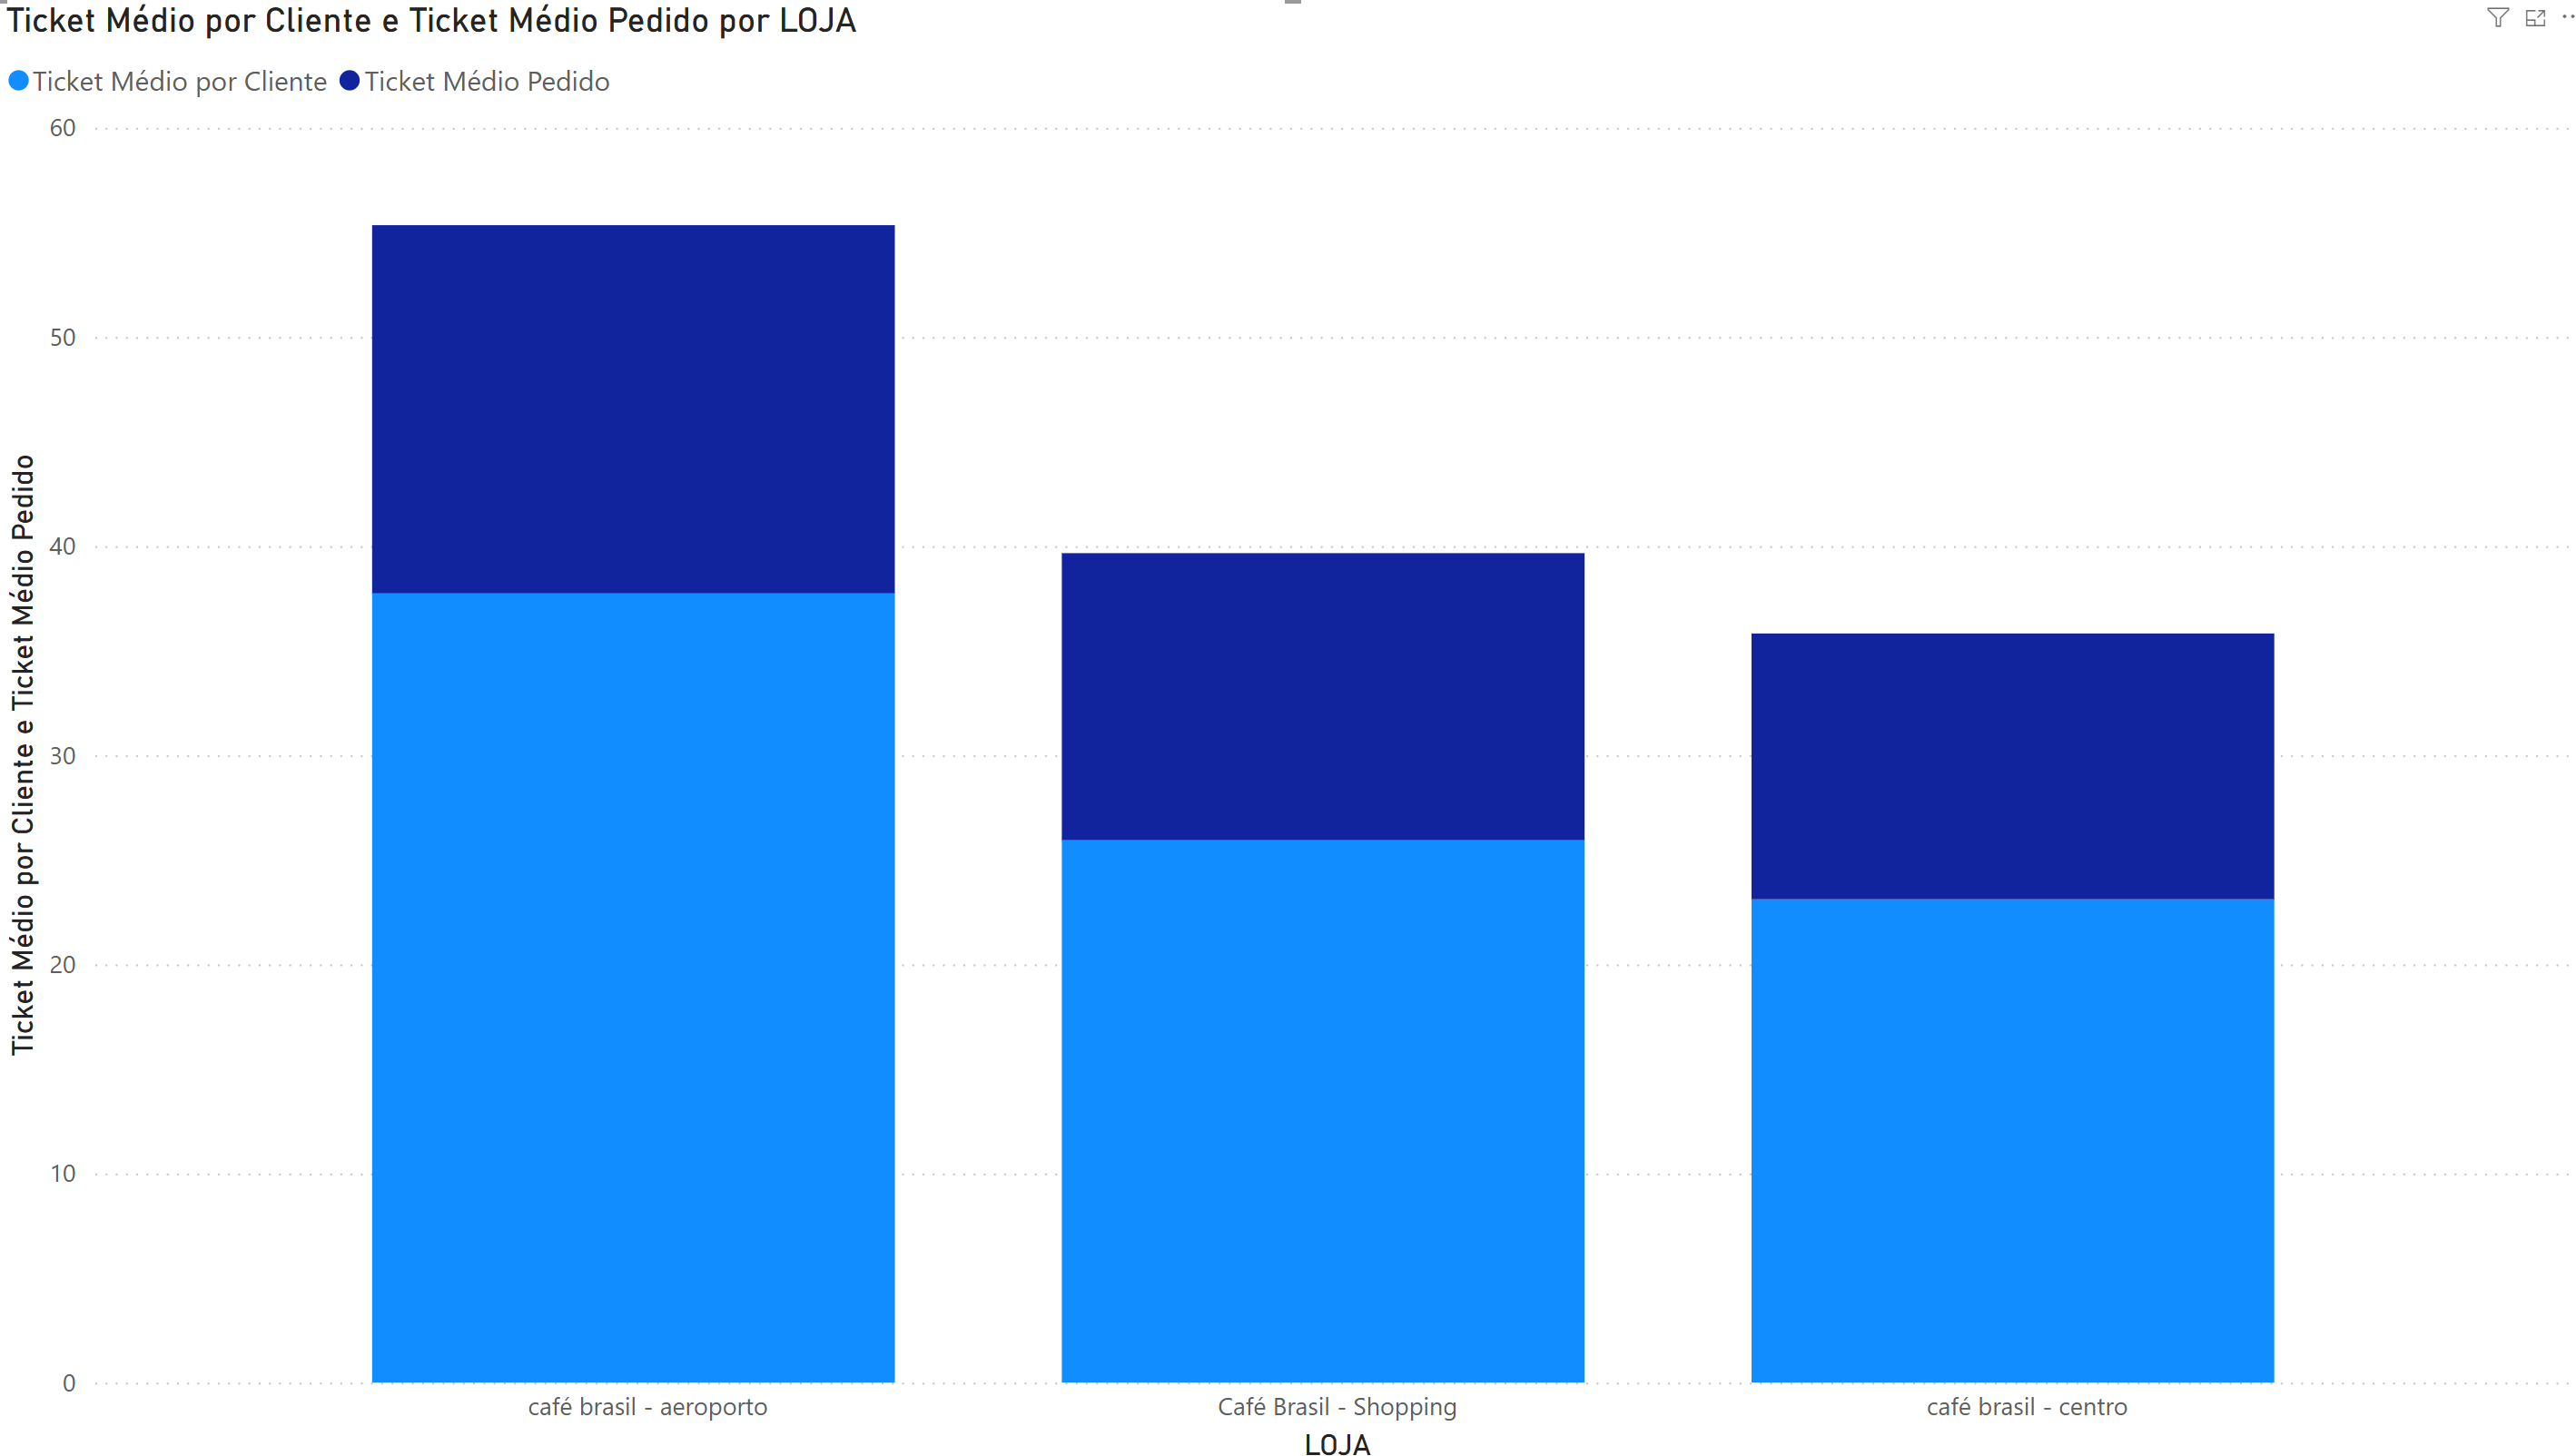 Ticket Médio por Cliente e Ticket Médio Pedido por LOJA
Ticket Médio por Cliente Ticket Médio Pedido
60
50
40
30
20
10
0
Ticket Médio por Cliente e Ticket Médio Pedido
café brasil - aeroporto Café Brasil - Shopping café brasil - centro
LOJA